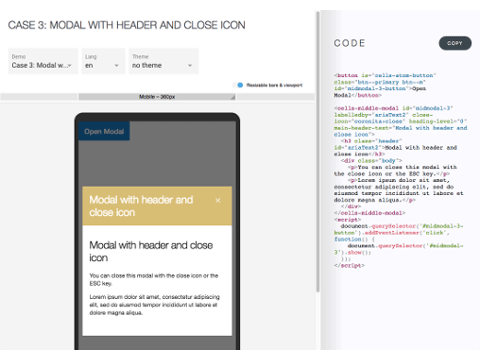 CASE 3: MODAL WITH HEADER AND CLOSE ICON
Demo
Case 3: Modal w...
Lang
en
Theme
no theme
Resizable bars & viewport
Mobile – 360px
Open Modal
Modal with header and
close icon
×
Modal with header and close
icon
You can close this modal with the close icon or the
ESC key.
Lorem ipsum dolor sit amet, consectetur adipiscing
elit, sed do eiusmod tempor incididunt ut labore et
dolore magna aliqua.
CODE
COPY
<button is="cells-atom-button"
class="btn--primary btn--m"
id="midmodal-3-button">Open
Modal</button>
<cells-middle-modal id="midmodal-3"
labelledby="ariaText2" close-
icon="coronita:close" heading-level="0"
main-header-text="Modal with header and
close icon">
<h3 class="header"
id="ariaText2">Modal with header and
close icon</h3>
<div class="body">
<p>You can close this modal with
the close icon or the ESC key.</p>
<p>Lorem ipsum dolor sit amet,
consectetur adipiscing elit, sed do
eiusmod tempor incididunt ut labore et
dolore magna aliqua.</p>
</div>
</cells-middle-modal>
<script>
document.querySelector('#midmodal-3-
button').addEventListener('click',
function() {
document.querySelector('#midmodal-
3').show();
});
</script>